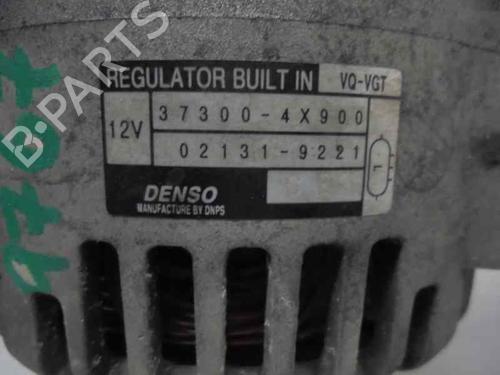 REGULATOR BUILT IN VQ-VGT
12V 37300-4X900
02131-9221
L
DENSO
MANUFACTURE BY DNPS
B-Parts